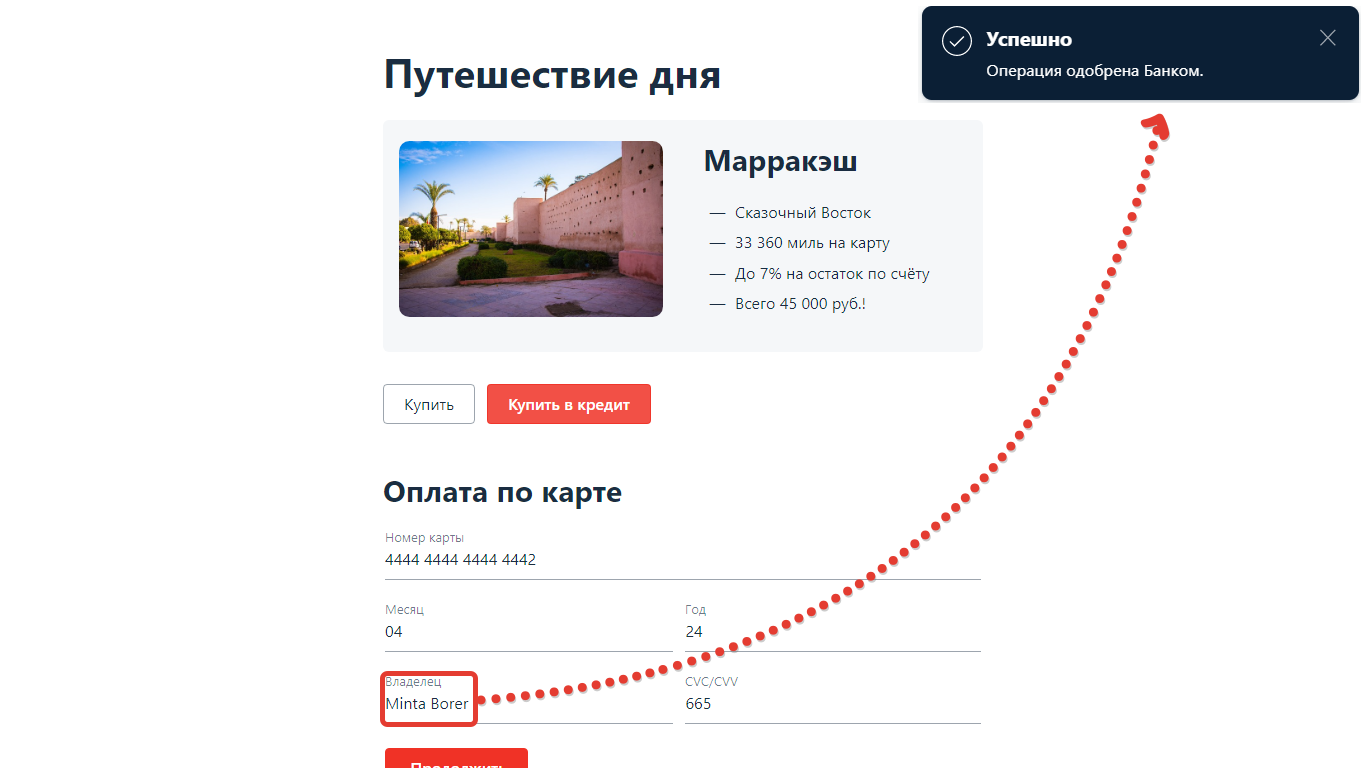 Успешно
Операция одобрена Банком.
Путешествие дня
Марракэш
— Сказочный Восток
— 33 360 миль на карту
— До 7% на остаток по счёту
— Всего 45 000 руб.!
Купить
Купить в кредит
Оплата по карте
Номер карты
4444 4444 4444 4442
Месяц
Год
04
24
Владелец
CVC/CVV
Minta Borer
665
Продолжить